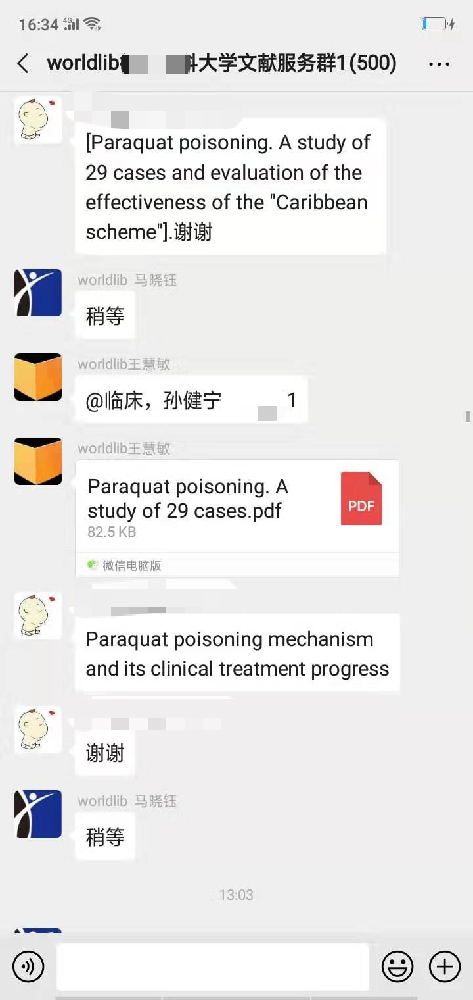 16:34 4G
worldlib 大学文献服务群1(500)
[Paraquat poisoning. A study of
29 cases and evaluation of the
effectiveness of the "Caribbean
scheme"].谢谢
worldlib 马晓钰
稍等
worldlib王慧敏
@临床，孙健宁 1
worldlib王慧敏
Paraquat poisoning. A
study of 29 cases.pdf
PDF
82.5 KB
微信电脑版
Paraquat poisoning mechanism
and its clinical treatment progress
谢谢
worldlib 马晓钰
稍等
13:03